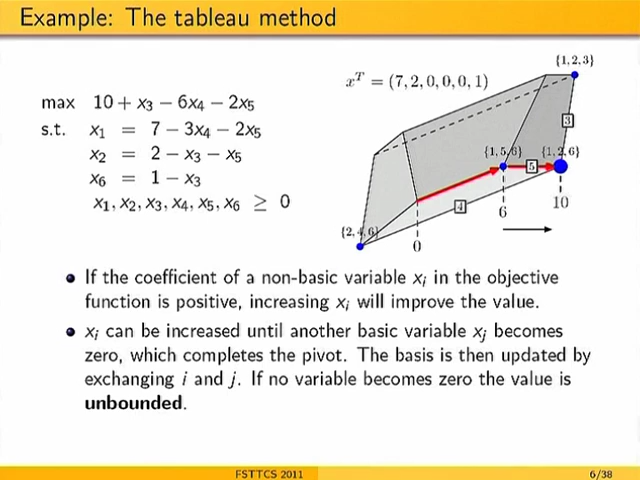 Example: The tableau method
max 10 + x₃ − 6x₄ − 2x₅
s.t. x₁ = 7 − 3x₄ − 2x₅
x₂ = 2 − x₃ − x₅
x₆ = 1 − x₃
x₁, x₂, x₃, x₄, x₅, x₆ ≥ 0
xᵀ = (7, 2, 0, 0, 0, 1)
{1, 2, 3}
3
{1, 5, 6} {1, 2, 6}
5
4
6
10
{2, 4, 6}
0
• If the coefficient of a non-basic variable xᵢ in the objective
function is positive, increasing xᵢ will improve the value.
• xᵢ can be increased until another basic variable xⱼ becomes
zero, which completes the pivot. The basis is then updated by
exchanging i and j. If no variable becomes zero the value is
unbounded.
FSTTCS 2011
6/38